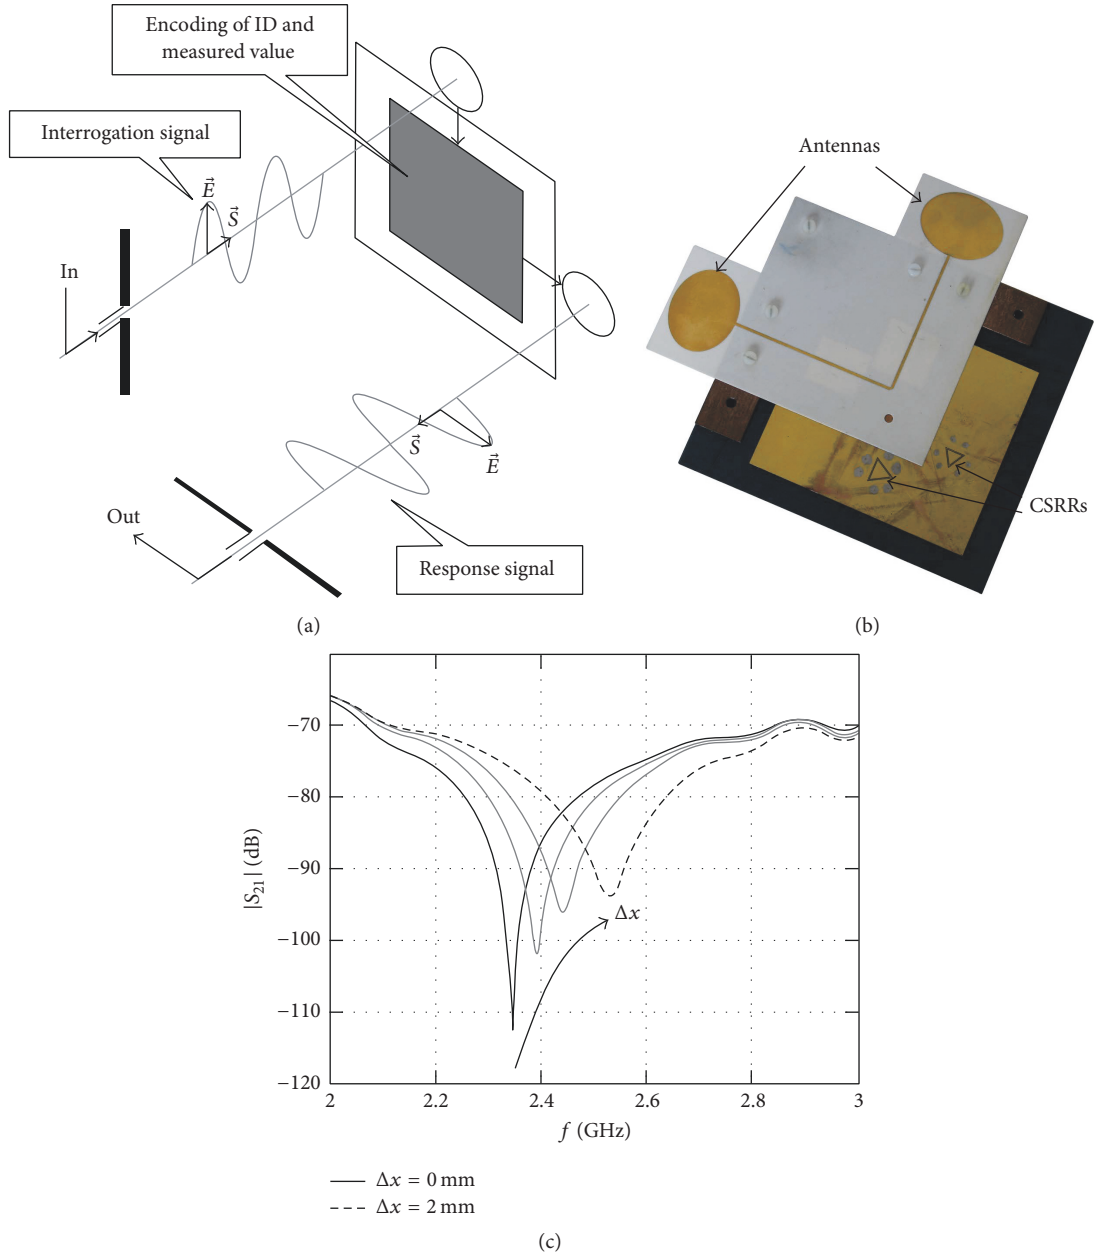 Encoding of ID and
measured value
Interrogation signal
E⃗
S⃗
In
S⃗
E⃗
Out
Response signal
(a)
Antennas
CSRRs
(b)
|S₂₁| (dB)
−70
−80
−90
−100
−110
−120
Δx
2
2.2
2.4
2.6
2.8
3
f (GHz)
Δx = 0 mm
Δx = 2 mm
(c)